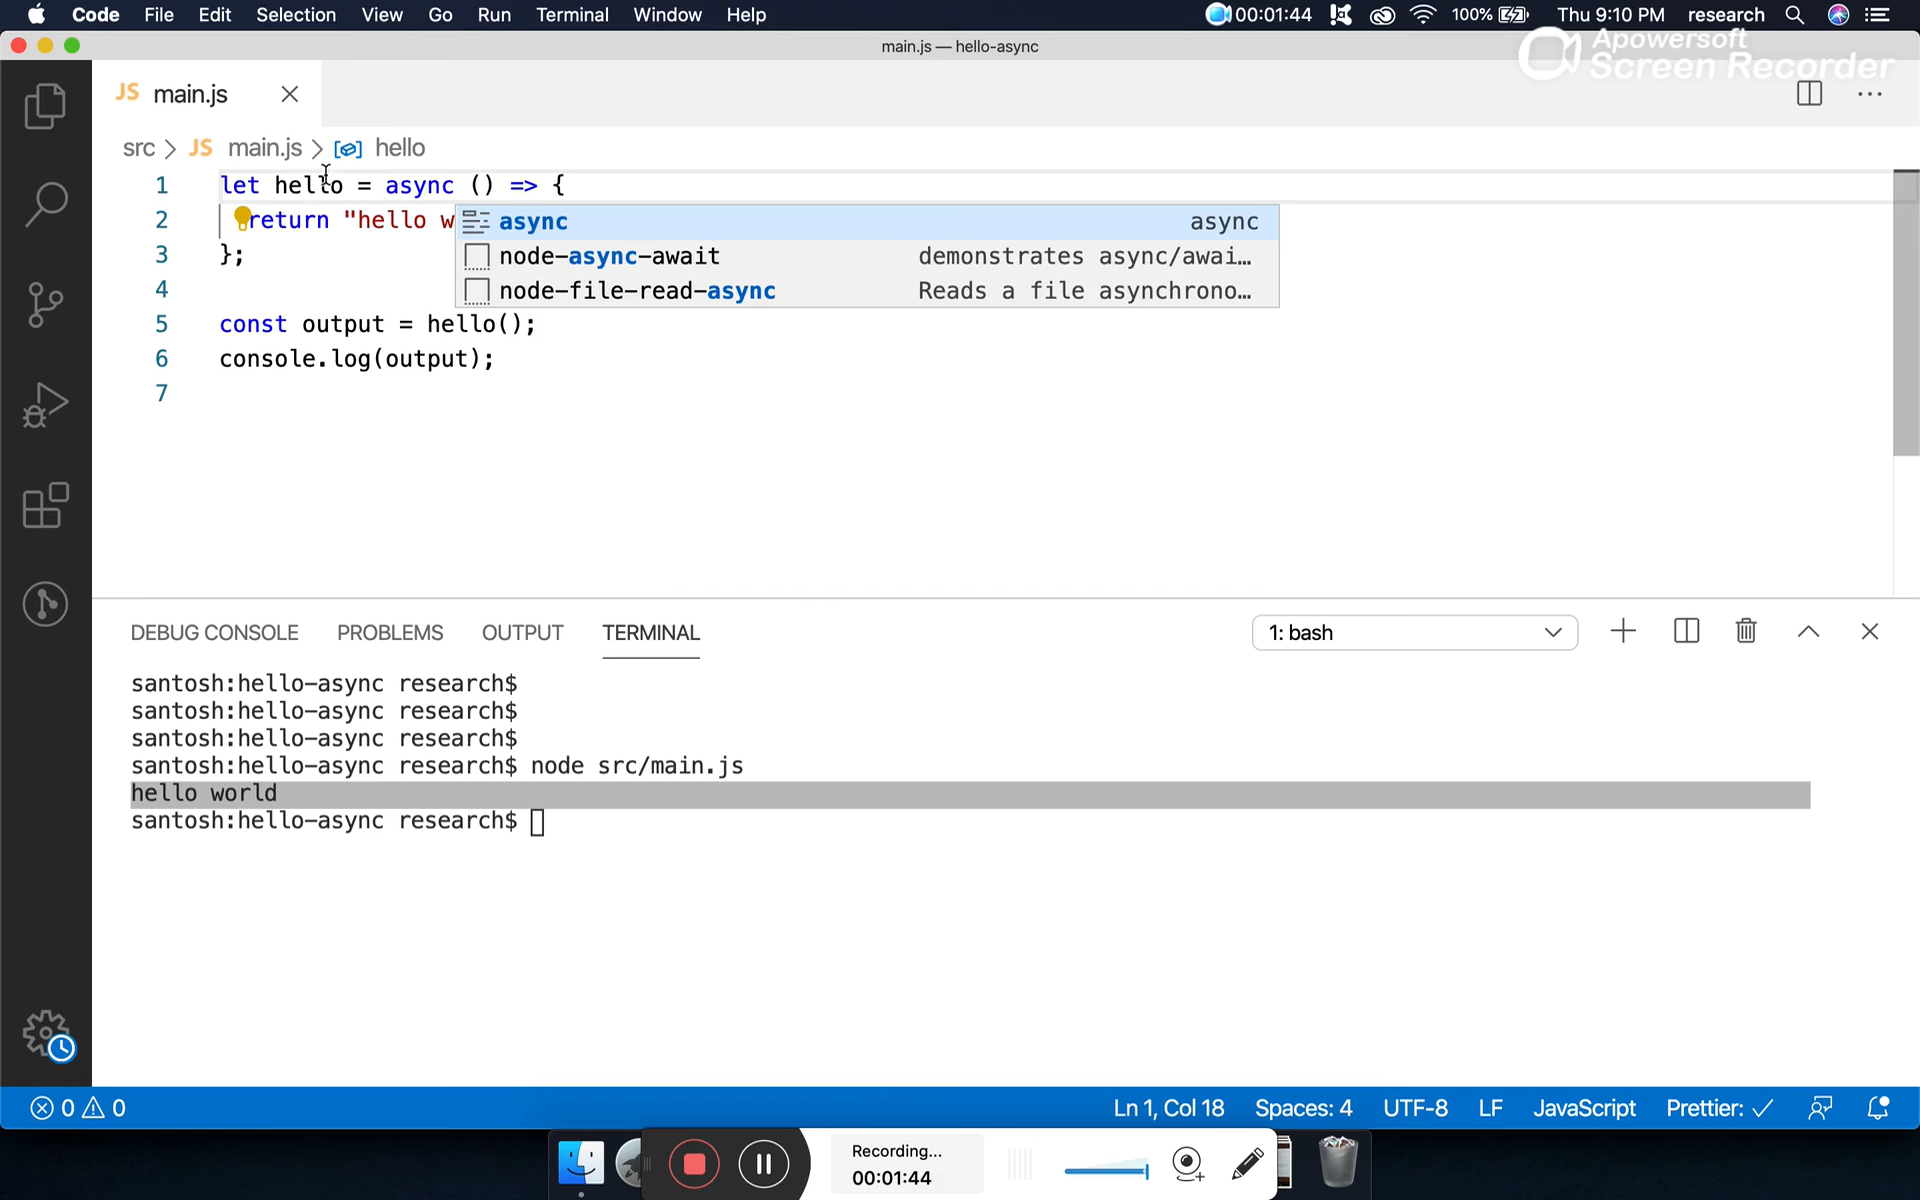 Code File Edit Selection View Go Run Terminal Window Help 00:01:44 100% Thu 9:10 PM research
main.js — hello-async
Apowersoft
Screen Recorder
JS main.js
src > JS main.js > hello
1 let hello = async () => {
2 return "hello w
async async
3 };
node-async-await demonstrates async/awai…
4
node-file-read-async Reads a file asynchrono…
5 const output = hello();
6 console.log(output);
7
DEBUG CONSOLE PROBLEMS OUTPUT TERMINAL 1: bash
santosh:hello-async research$
santosh:hello-async research$
santosh:hello-async research$
santosh:hello-async research$ node src/main.js
hello world
santosh:hello-async research$
0 0 Ln 1, Col 18 Spaces: 4 UTF-8 LF JavaScript Prettier: ✓
Recording...
00:01:44